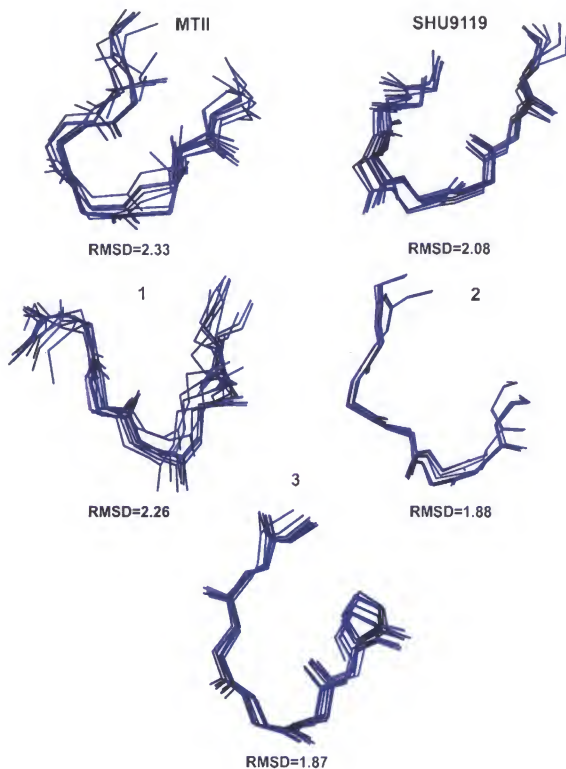 MTII
SHU9119
RMSD=2.33
RMSD=2.08
1
2
RMSD=2.26
3
RMSD=1.88
RMSD=1.87